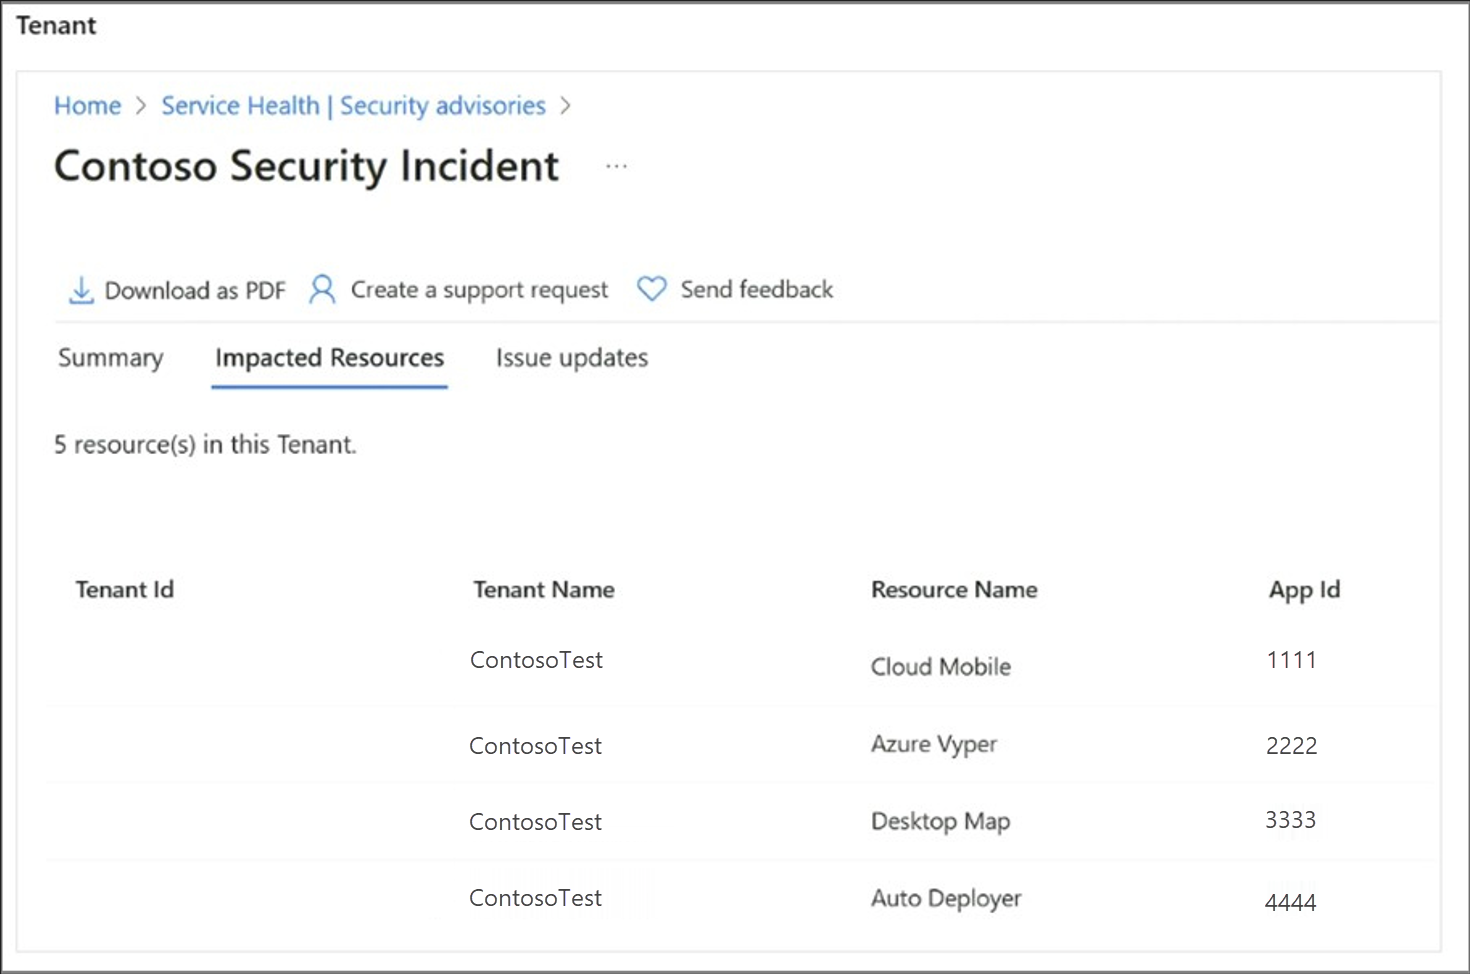 Tenant
Home > Service Health | Security advisories >
Contoso Security Incident ...
Download as PDF Create a support request Send feedback
Summary Impacted Resources Issue updates
5 resource(s) in this Tenant.
Tenant Id Tenant Name Resource Name App Id
ContosoTest Cloud Mobile 1111
ContosoTest Azure Vyper 2222
ContosoTest Desktop Map 3333
ContosoTest Auto Deployer 4444